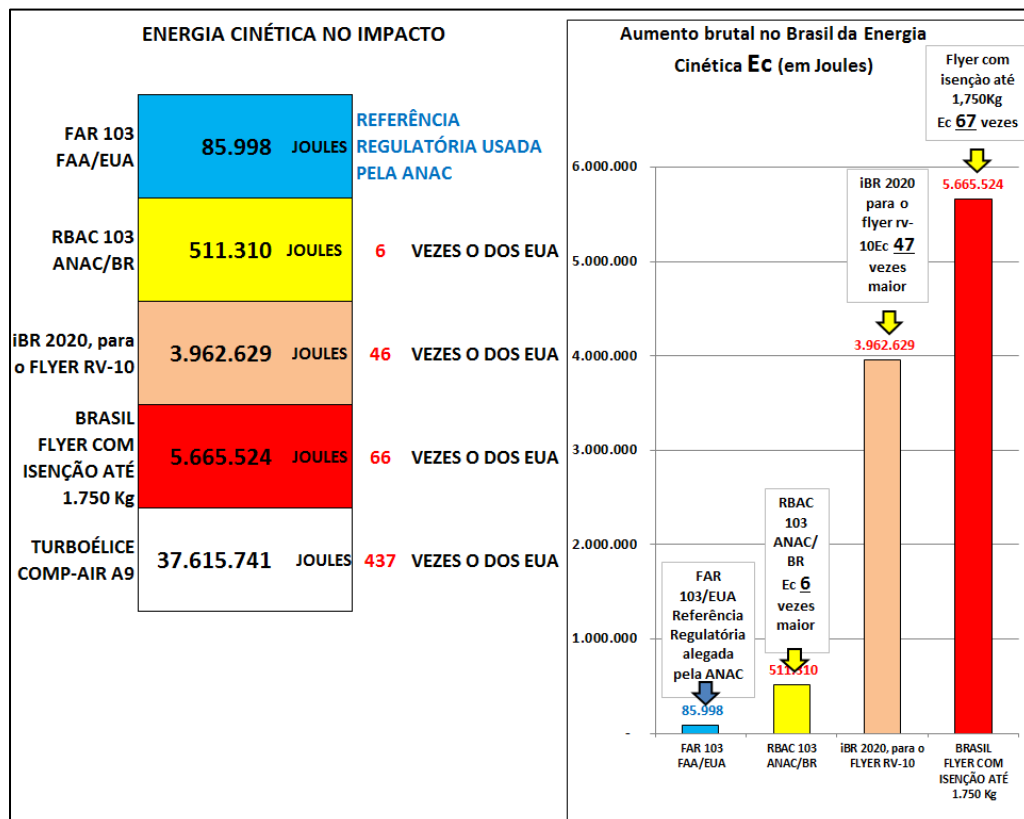 ENERGIA CINÉTICA NO IMPACTO
FAR 103
FAA/EUA
85.998 JOULES
REFERÊNCIA
REGULATÓRIA USADA
PELA ANAC
RBAC 103
ANAC/BR
511.310 JOULES
6 VEZES O DOS EUA
iBR 2020, para
o FLYER RV-10
3.962.629 JOULES
46 VEZES O DOS EUA
BRASIL
FLYER COM
ISENÇÃO ATÉ
1.750 Kg
5.665.524 JOULES
66 VEZES O DOS EUA
TURBOÉLICE
COMP-AIR A9
37.615.741 JOULES
437 VEZES O DOS EUA
Aumento brutal no Brasil da Energia
Cinética Ec (em Joules)
Flyer com
isenção até
1,750Kg
Ec 67 vezes
iBR 2020
para o
flyer rv-
10Ec 47
vezes
maior
RBAC
103
ANAC/
BR
Ec 6
vezes
maior
FAR
103/EUA
Referência
Regulatória
alegada
pela ANAC
6.000.000
5.000.000
4.000.000
3.000.000
2.000.000
1.000.000
-
85.998
511.310
3.962.629
5.665.524
FAR 103
FAA/EUA
RBAC 103
ANAC/BR
iBR 2020, para o
FLYER RV-10
BRASIL
FLYER COM
ISENÇÃO ATÉ
1.750 Kg